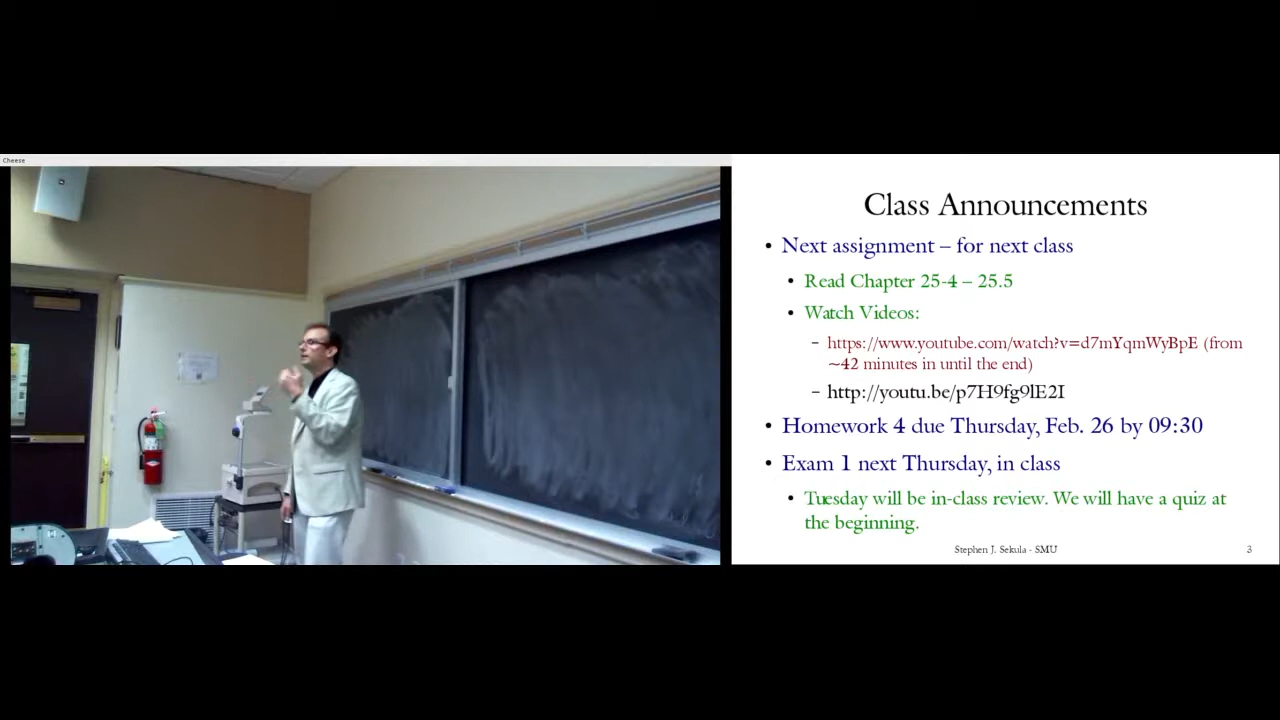 Cheese
Class Announcements
• Next assignment – for next class
• Read Chapter 25-4 – 25.5
• Watch Videos:
– https://www.youtube.com/watch?v=d7mYqmWyBpE (from
~42 minutes in until the end)
– http://youtu.be/p7H9fg9lE2I
• Homework 4 due Thursday, Feb. 26 by 09:30
• Exam 1 next Thursday, in class
• Tuesday will be in-class review. We will have a quiz at
the beginning.
Stephen J. Sekula - SMU
3